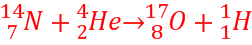 ¹⁴₇N + ⁴₂He→¹⁷₈O + ¹₁H